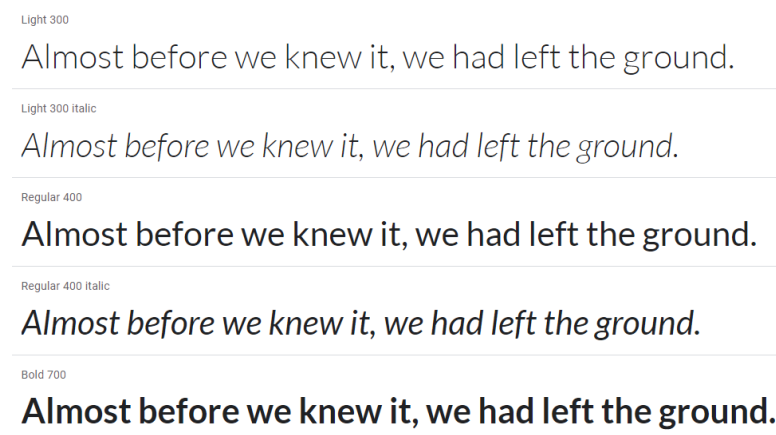 Light 300
Almost before we knew it, we had left the ground.
Light 300 italic
Almost before we knew it, we had left the ground.
Regular 400
Almost before we knew it, we had left the ground.
Regular 400 italic
Almost before we knew it, we had left the ground.
Bold 700
Almost before we knew it, we had left the ground.